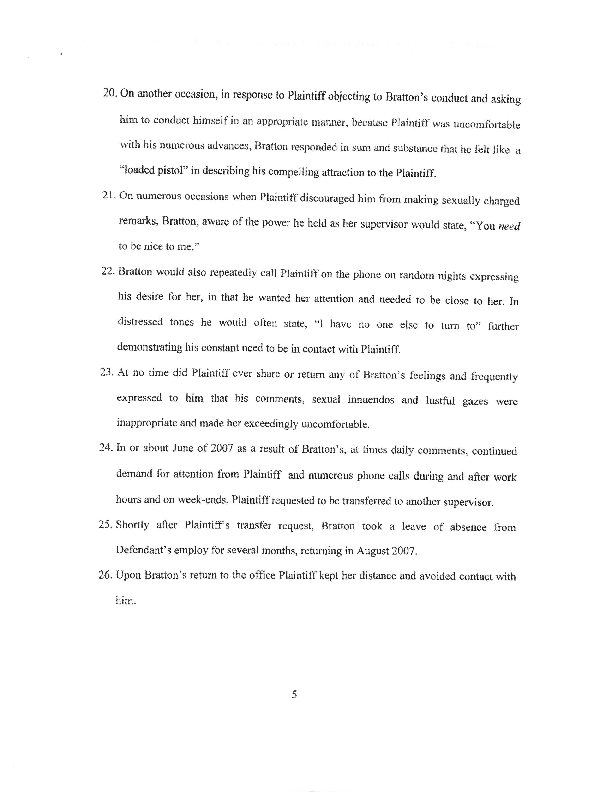 20. On another occasion, in response to Plaintiff objecting to Bratton's conduct and asking
him to conduct himself in an appropriate manner, because Plaintiff was uncomfortable
with his numerous advances, Bratton responded in sum and substance that he felt like a
"loaded pistol" in describing his compelling attraction to the Plaintiff.
21. On numerous occasions when Plaintiff discouraged him from making sexually charged
remarks, Bratton, aware of the power he held as her supervisor would state, "You need
to be nice to me."
22. Bratton would also repeatedly call Plaintiff on the phone on random nights expressing
his desire for her, in that he wanted her attention and needed to be close to her. In
distressed tones he would often state, "I have no one else to turn to" further
demonstrating his constant need to be in contact with Plaintiff.
23. At no time did Plaintiff ever share or return any of Bratton's feelings and frequently
expressed to him that his comments, sexual innuendos and lustful gazes were
inappropriate and made her exceedingly uncomfortable.
24. In or about June of 2007 as a result of Bratton's, at times daily comments, continued
demand for attention from Plaintiff and numerous phone calls during and after work
hours and on week-ends. Plaintiff requested to be transferred to another supervisor.
25. Shortly after Plaintiff's transfer request, Bratton took a leave of absence from
Defendant's employ for several months, returning in August 2007.
26. Upon Bratton's return to the office Plaintiff kept her distance and avoided contact with
him.
5